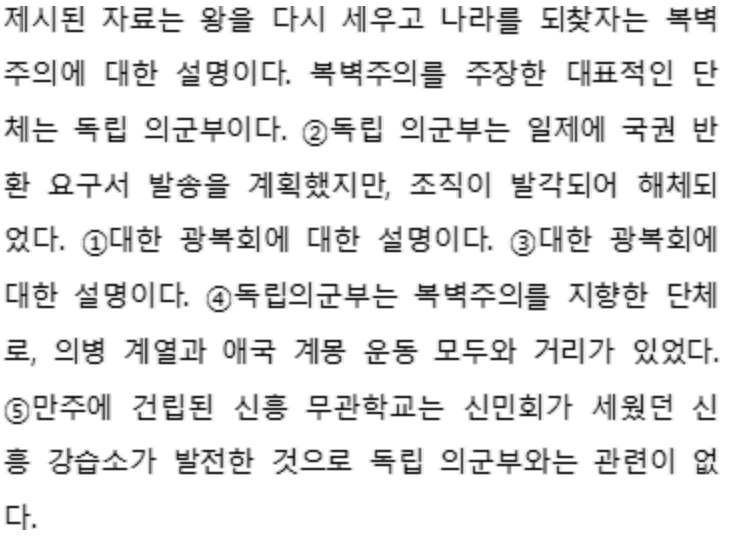 제시된 자료는 왕을 다시 세우고 나라를 되찾자는 복벽
주의에 대한 설명이다. 복벽주의를 주장한 대표적인 단
체는 독립 의군부이다. ②독립 의군부는 일제에 국권 반
환 요구서 발송을 계획했지만, 조직이 발각되어 해체되
었다. ①대한 광복회에 대한 설명이다. ③대한 광복회에
대한 설명이다. ④독립의군부는 복벽주의를 지향한 단체
로, 의병 계열과 애국 계몽 운동 모두와 거리가 있었다.
⑤만주에 건립된 신흥 무관학교는 신민회가 세웠던 신
흥 강습소가 발전한 것으로 독립 의군부와는 관련이 없
다.